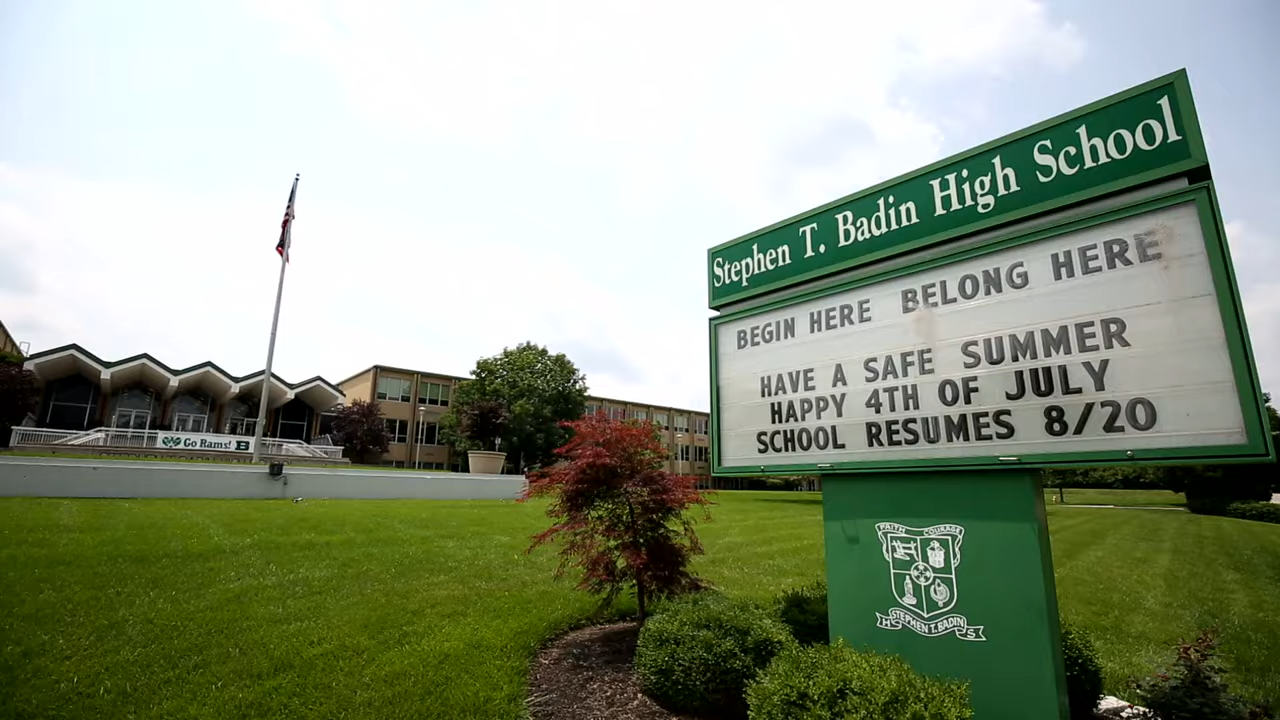 Stephen T. Badin High School
BEGIN HERE BELONG HERE
HAVE A SAFE SUMMER
HAPPY 4TH OF JULY
SCHOOL RESUMES 8/20
Go Rams! B
FAITH COURAGE
STEPHEN T. BADIN
H S